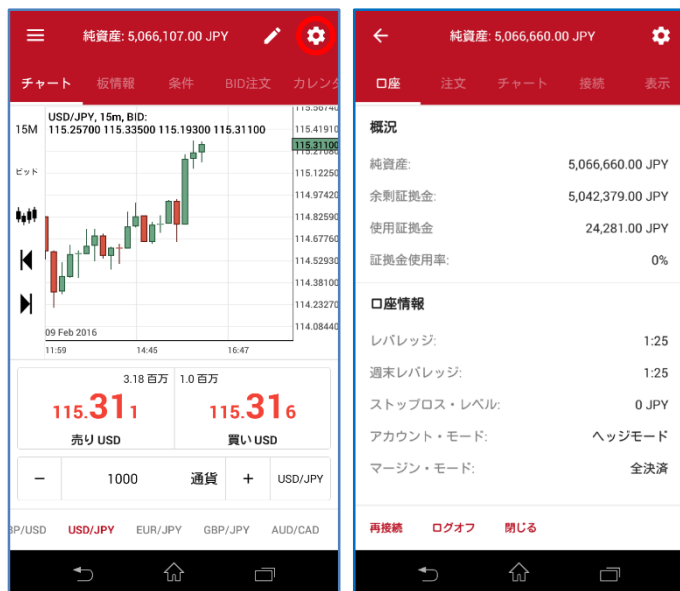 純資産: 5,066,107.00 JPY
チャート 板情報 条件 BID注文 カレンダ
USD/JPY, 15m, BID:
115.25700 115.33500 115.19300 115.31100
15M
ビット
115.56740
115.41910
115.31100
115.27080
115.12250
114.97420
114.82590
114.67760
114.52930
114.38100
114.23270
114.08440
09 Feb 2016
11:59 14:45 16:47
3.18 百万 1.0 百万
115.311 115.316
売り USD 買い USD
− 1000 通貨 + USD/JPY
BP/USD USD/JPY EUR/JPY GBP/JPY AUD/CAD
純資産: 5,066,660.00 JPY
口座 注文 チャート 接続 表示
概況
純資産: 5,066,660.00 JPY
余剰証拠金: 5,042,379.00 JPY
使用証拠金 24,281.00 JPY
証拠金使用率: 0%
口座情報
レバレッジ: 1:25
週末レバレッジ: 1:25
ストップロス・レベル: 0 JPY
アカウント・モード: ヘッジモード
マージン・モード: 全決済
再接続 ログオフ 閉じる